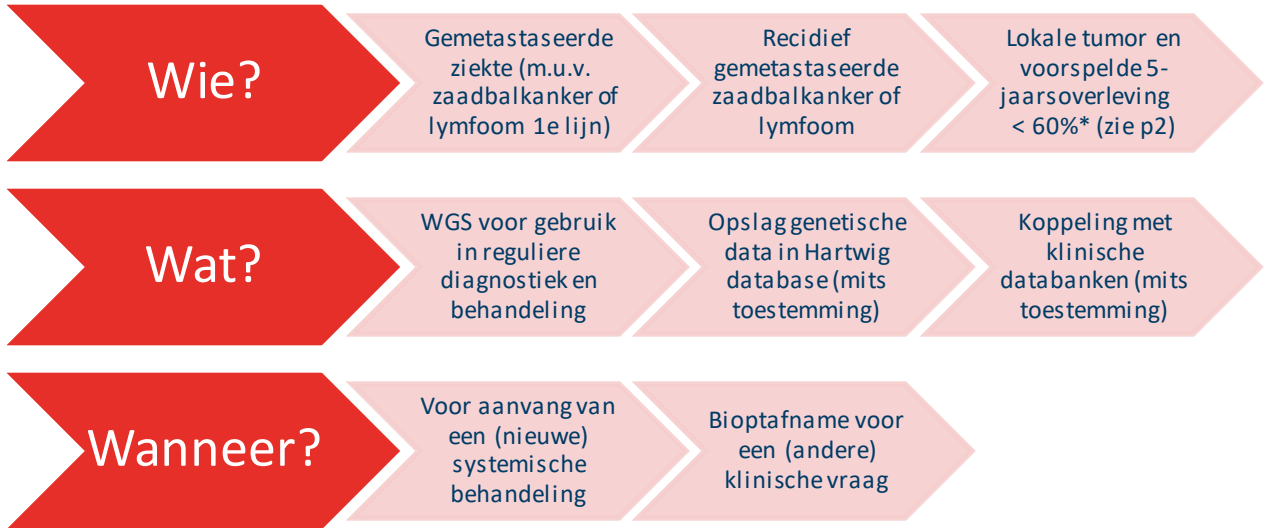 Wie?
Gemetastaseerde
ziekte (m.u.v.
zaadbalkanker of
lymfoom 1e lijn)
Recidief
gemetastaseerde
zaadbalkanker of
lymfoom
Lokale tumor en
voorspelde 5-
jaarsoverleving
< 60%* (zie p2)
Wat?
WGS voor gebruik
in reguliere
diagnostiek en
behandeling
Opslag genetische
data in Hartwig
database (mits
toestemming)
Koppeling met
klinische
databanken (mits
toestemming)
Wanneer?
Voor aanvang van
een (nieuwe)
systemische
behandeling
Bioptafname voor
een (andere)
klinische vraag